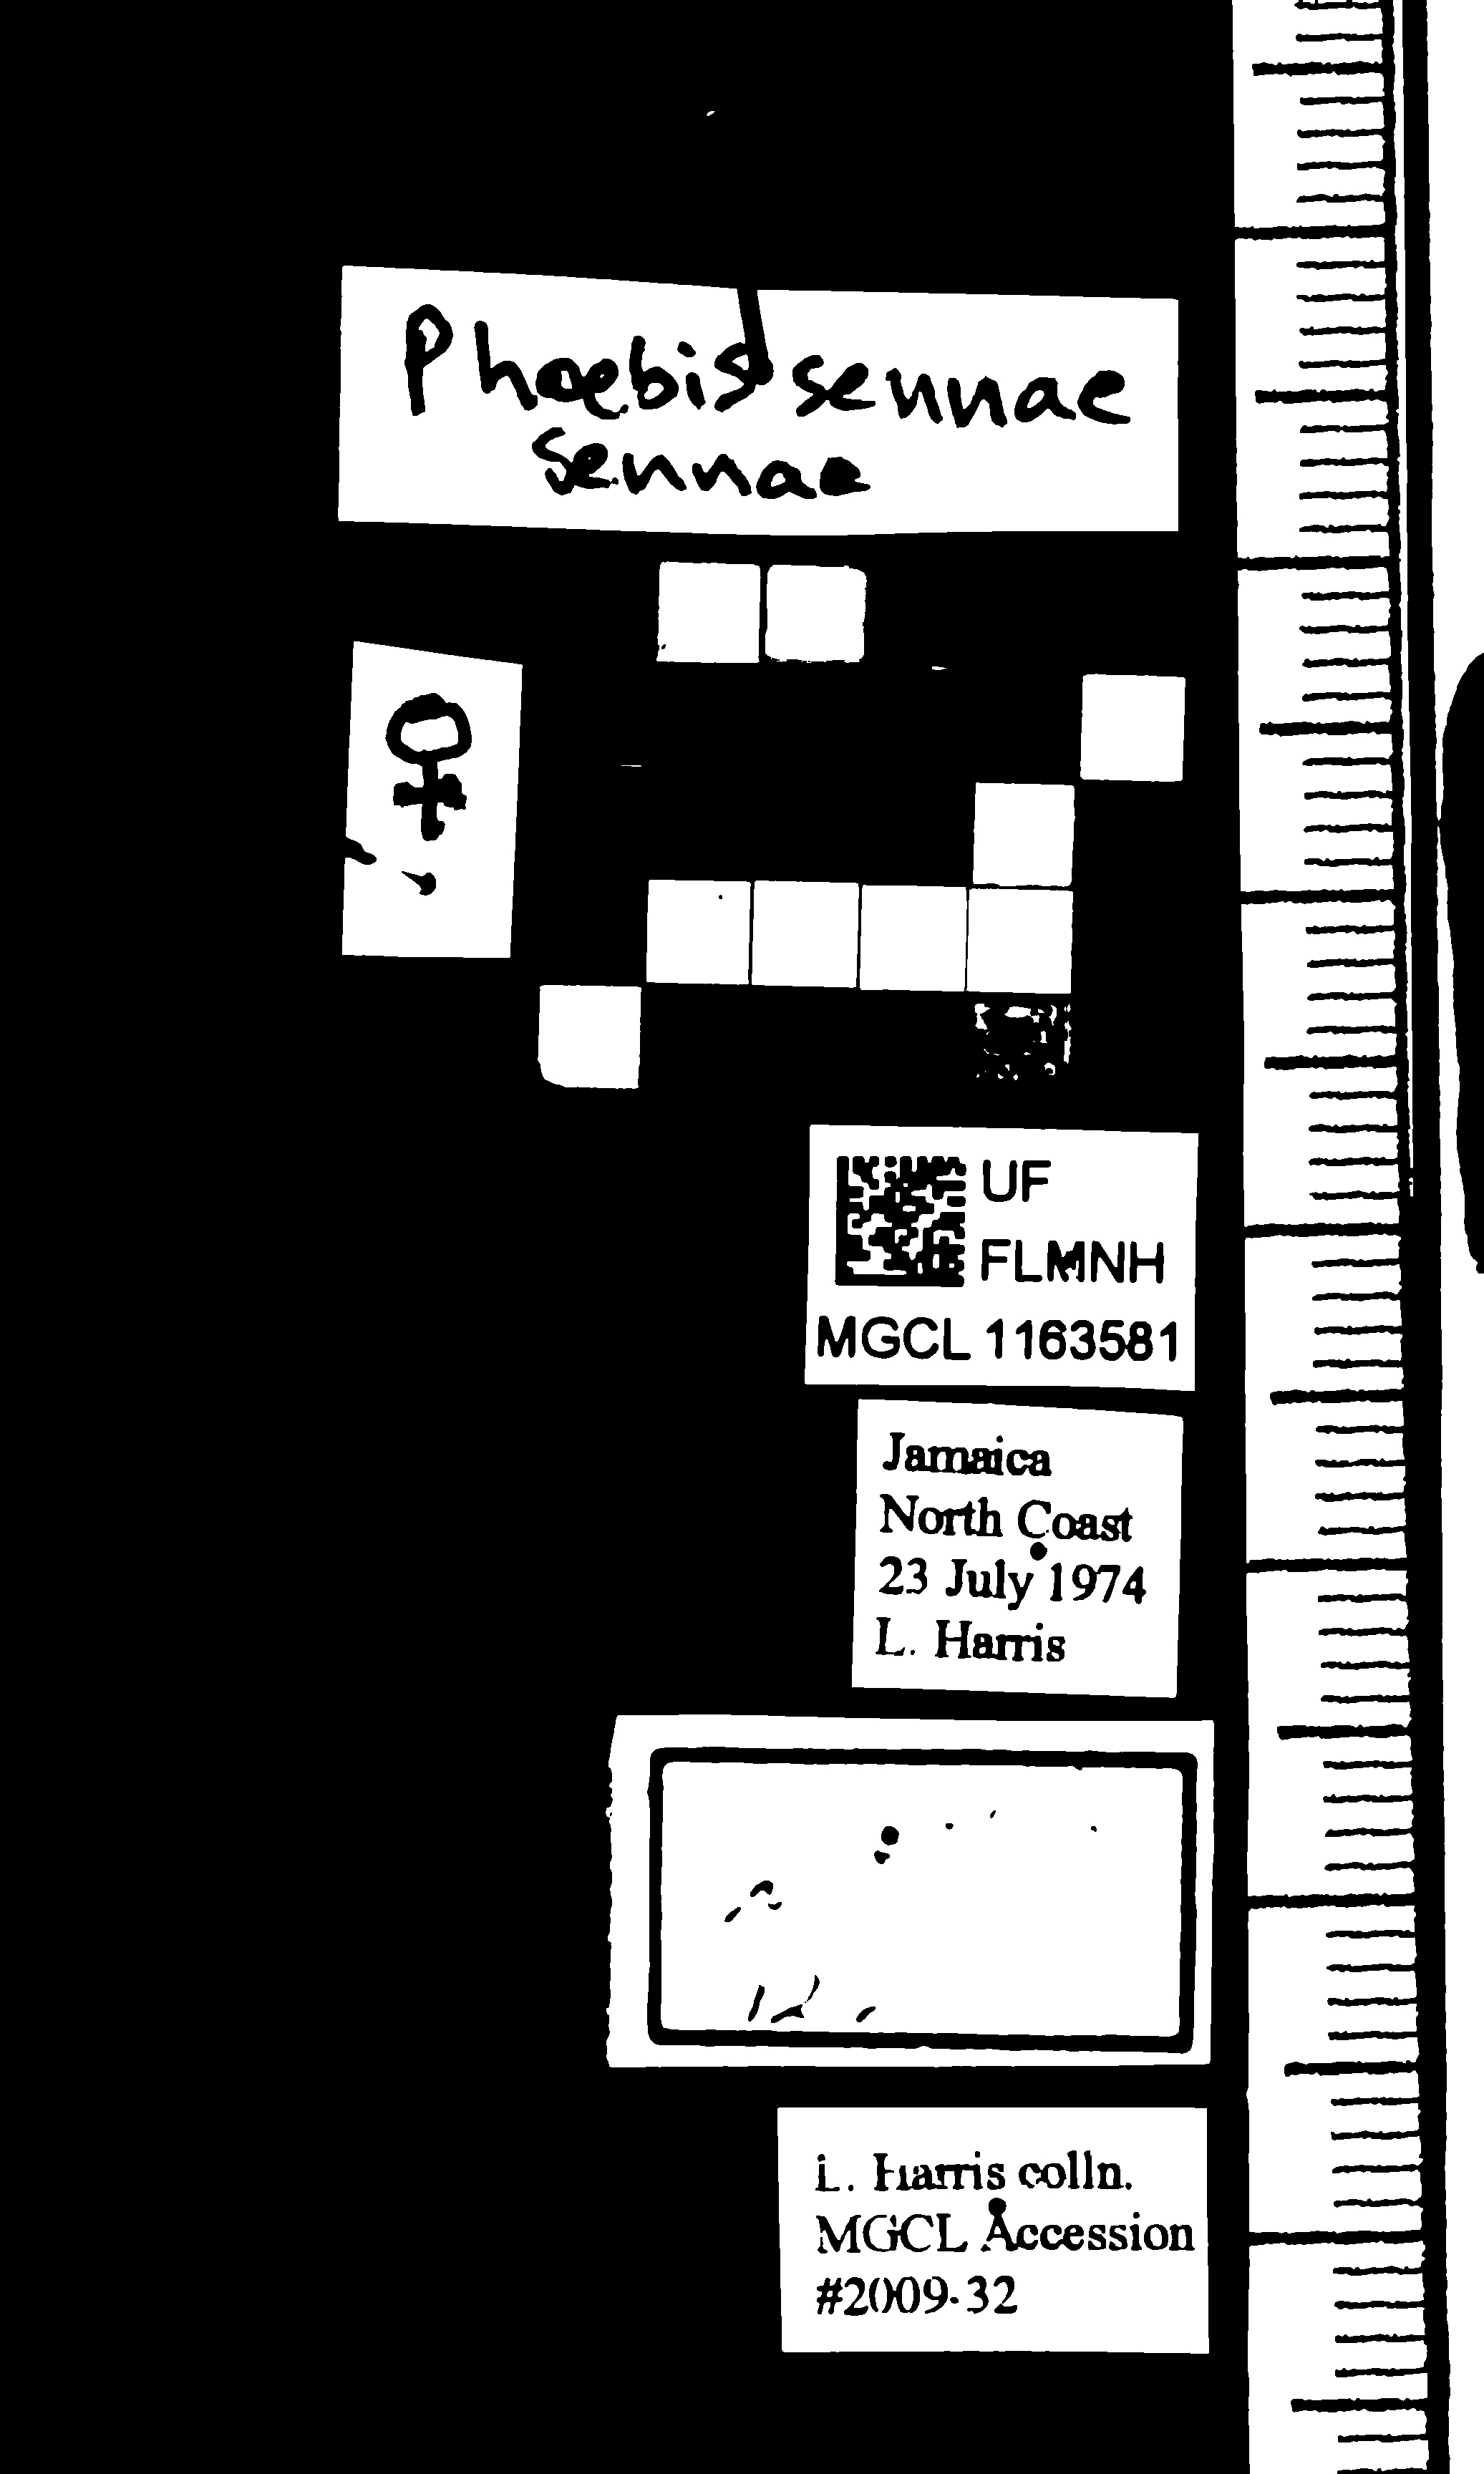 Phoebis sennae
sennae
♀
UF
FLMNH
MGCL 1163581
Jamaica
North Coast
23 July 1974
L. Harris
L. Harris colln.
MGCL Accession
#2009-32